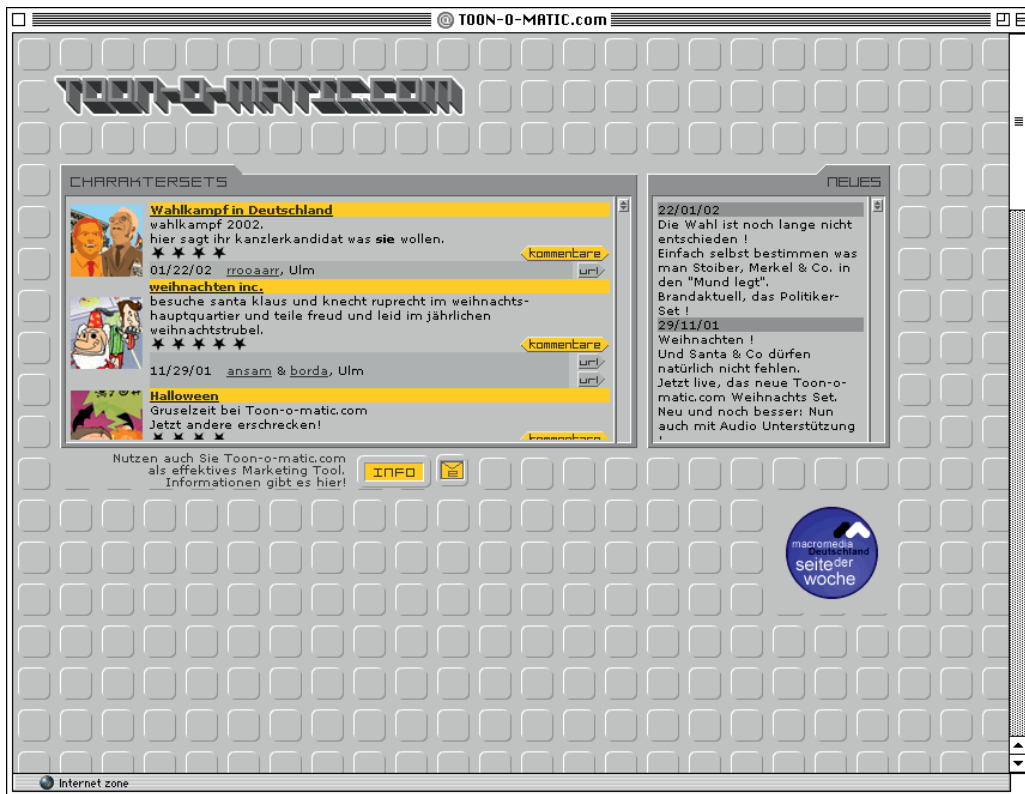 TOON-O-MATIC.com
TOON-O-MATIC.COM
CHARAKTERSETS
Wahlkampf in Deutschland
wahlkampf 2002.
hier sagt ihr kanzlerkandidat was sie wollen.
kommentare
01/22/02 rrooaarr, Ulm
url
weihnachten inc.
besuche santa klaus und knecht ruprecht im weihnachts-
hauptquartier und teile freud und leid im jährlichen
weihnachtstrubel.
kommentare
url
11/29/01 ansam & borda, Ulm
url
Halloween
Gruselzeit bei Toon-o-matic.com
Jetzt andere erschrecken!
kommentare
NEUES
22/01/02
Die Wahl ist noch lange nicht
entschieden !
Einfach selbst bestimmen was
man Stoiber, Merkel & Co. in
den "Mund legt".
Brandaktuell, das Politiker-
Set !
29/11/01
Weihnachten !
Und Santa & Co dürfen
natürlich nicht fehlen.
Jetzt live, das neue Toon-o-
matic.com Weihnachts Set.
Neu und noch besser: Nun
auch mit Audio Unterstützung
!
Nutzen auch Sie Toon-o-matic.com
als effektives Marketing Tool.
Informationen gibt es hier!
INFO
macromedia
Deutschland
seite der
woche
Internet zone